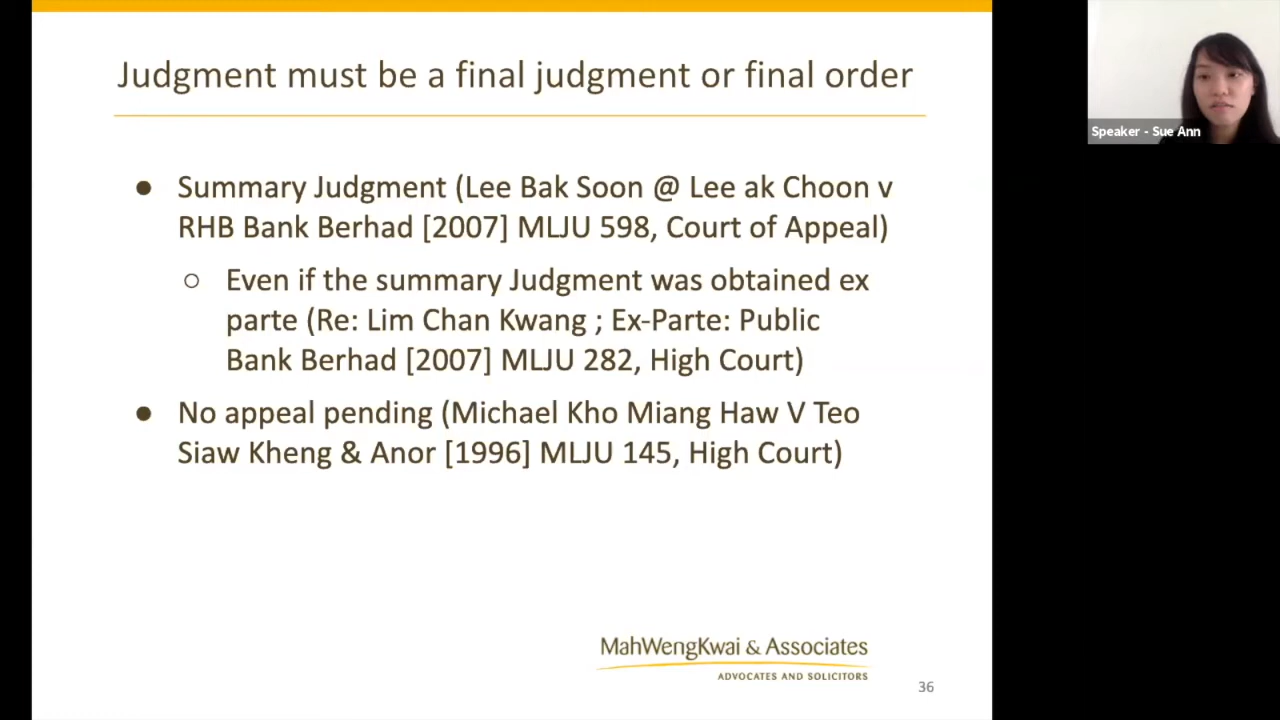 Judgment must be a final judgment or final order
● Summary Judgment (Lee Bak Soon @ Lee ak Choon v
RHB Bank Berhad [2007] MLJU 598, Court of Appeal)
○ Even if the summary Judgment was obtained ex
parte (Re: Lim Chan Kwang ; Ex-Parte: Public
Bank Berhad [2007] MLJU 282, High Court)
● No appeal pending (Michael Kho Miang Haw V Teo
Siaw Kheng & Anor [1996] MLJU 145, High Court)
MahWengKwai & Associates
ADVOCATES AND SOLICITORS
36
Speaker - Sue Ann